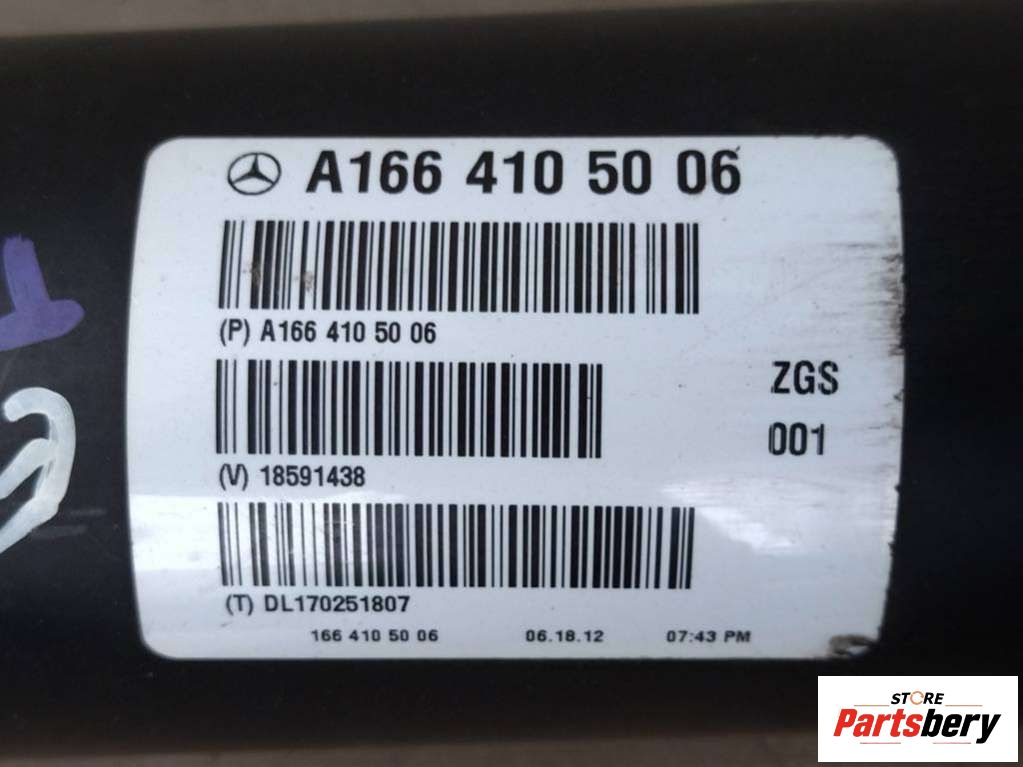 A166 410 50 06
(P) A166 410 50 06
ZGS
001
(V) 18591438
(T) DL170251807
166 410 50 06 06.18.12 07:43 PM
STORE
Partsbery